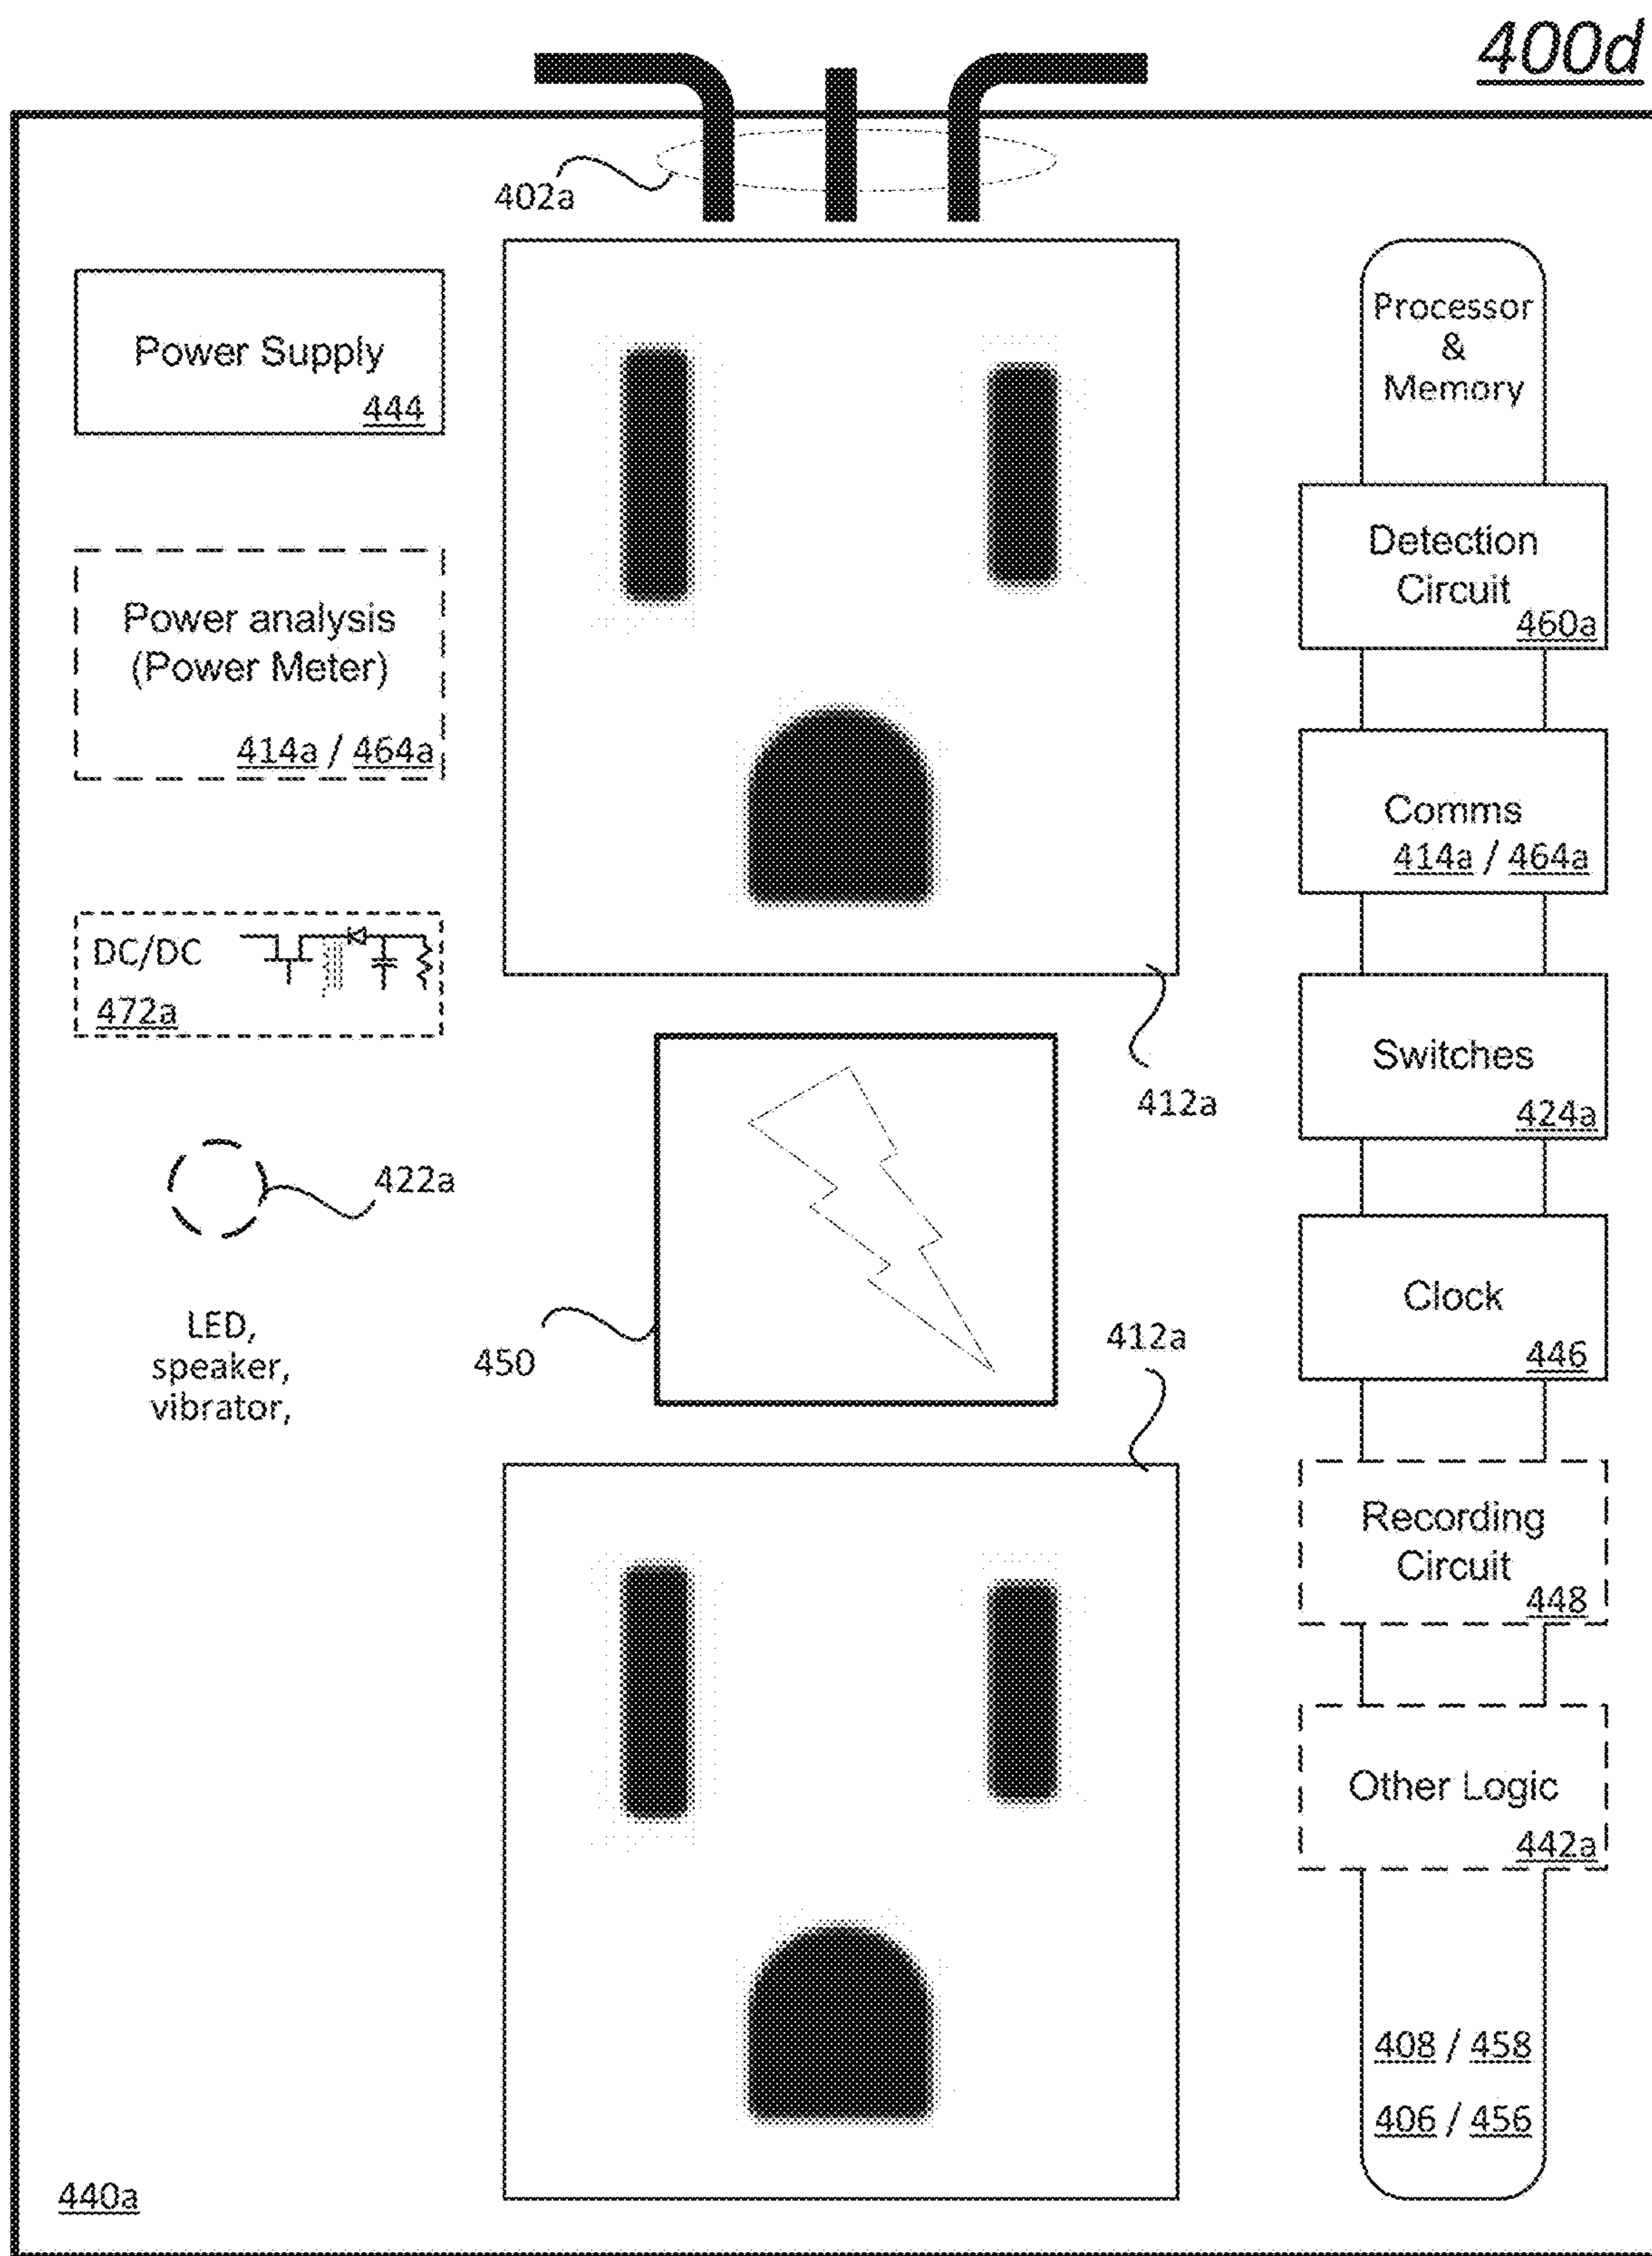 400d
402a
Power Supply
444
Power analysis
(Power Meter)
414a / 464a
DC/DC
472a
422a
LED,
speaker,
vibrator,
440a
412a
450
412a
Processor
&
Memory
Detection
Circuit
460a
Comms
414a / 464a
Switches
424a
Clock
446
Recording
Circuit
448
Other Logic
442a
408 / 458
406 / 456